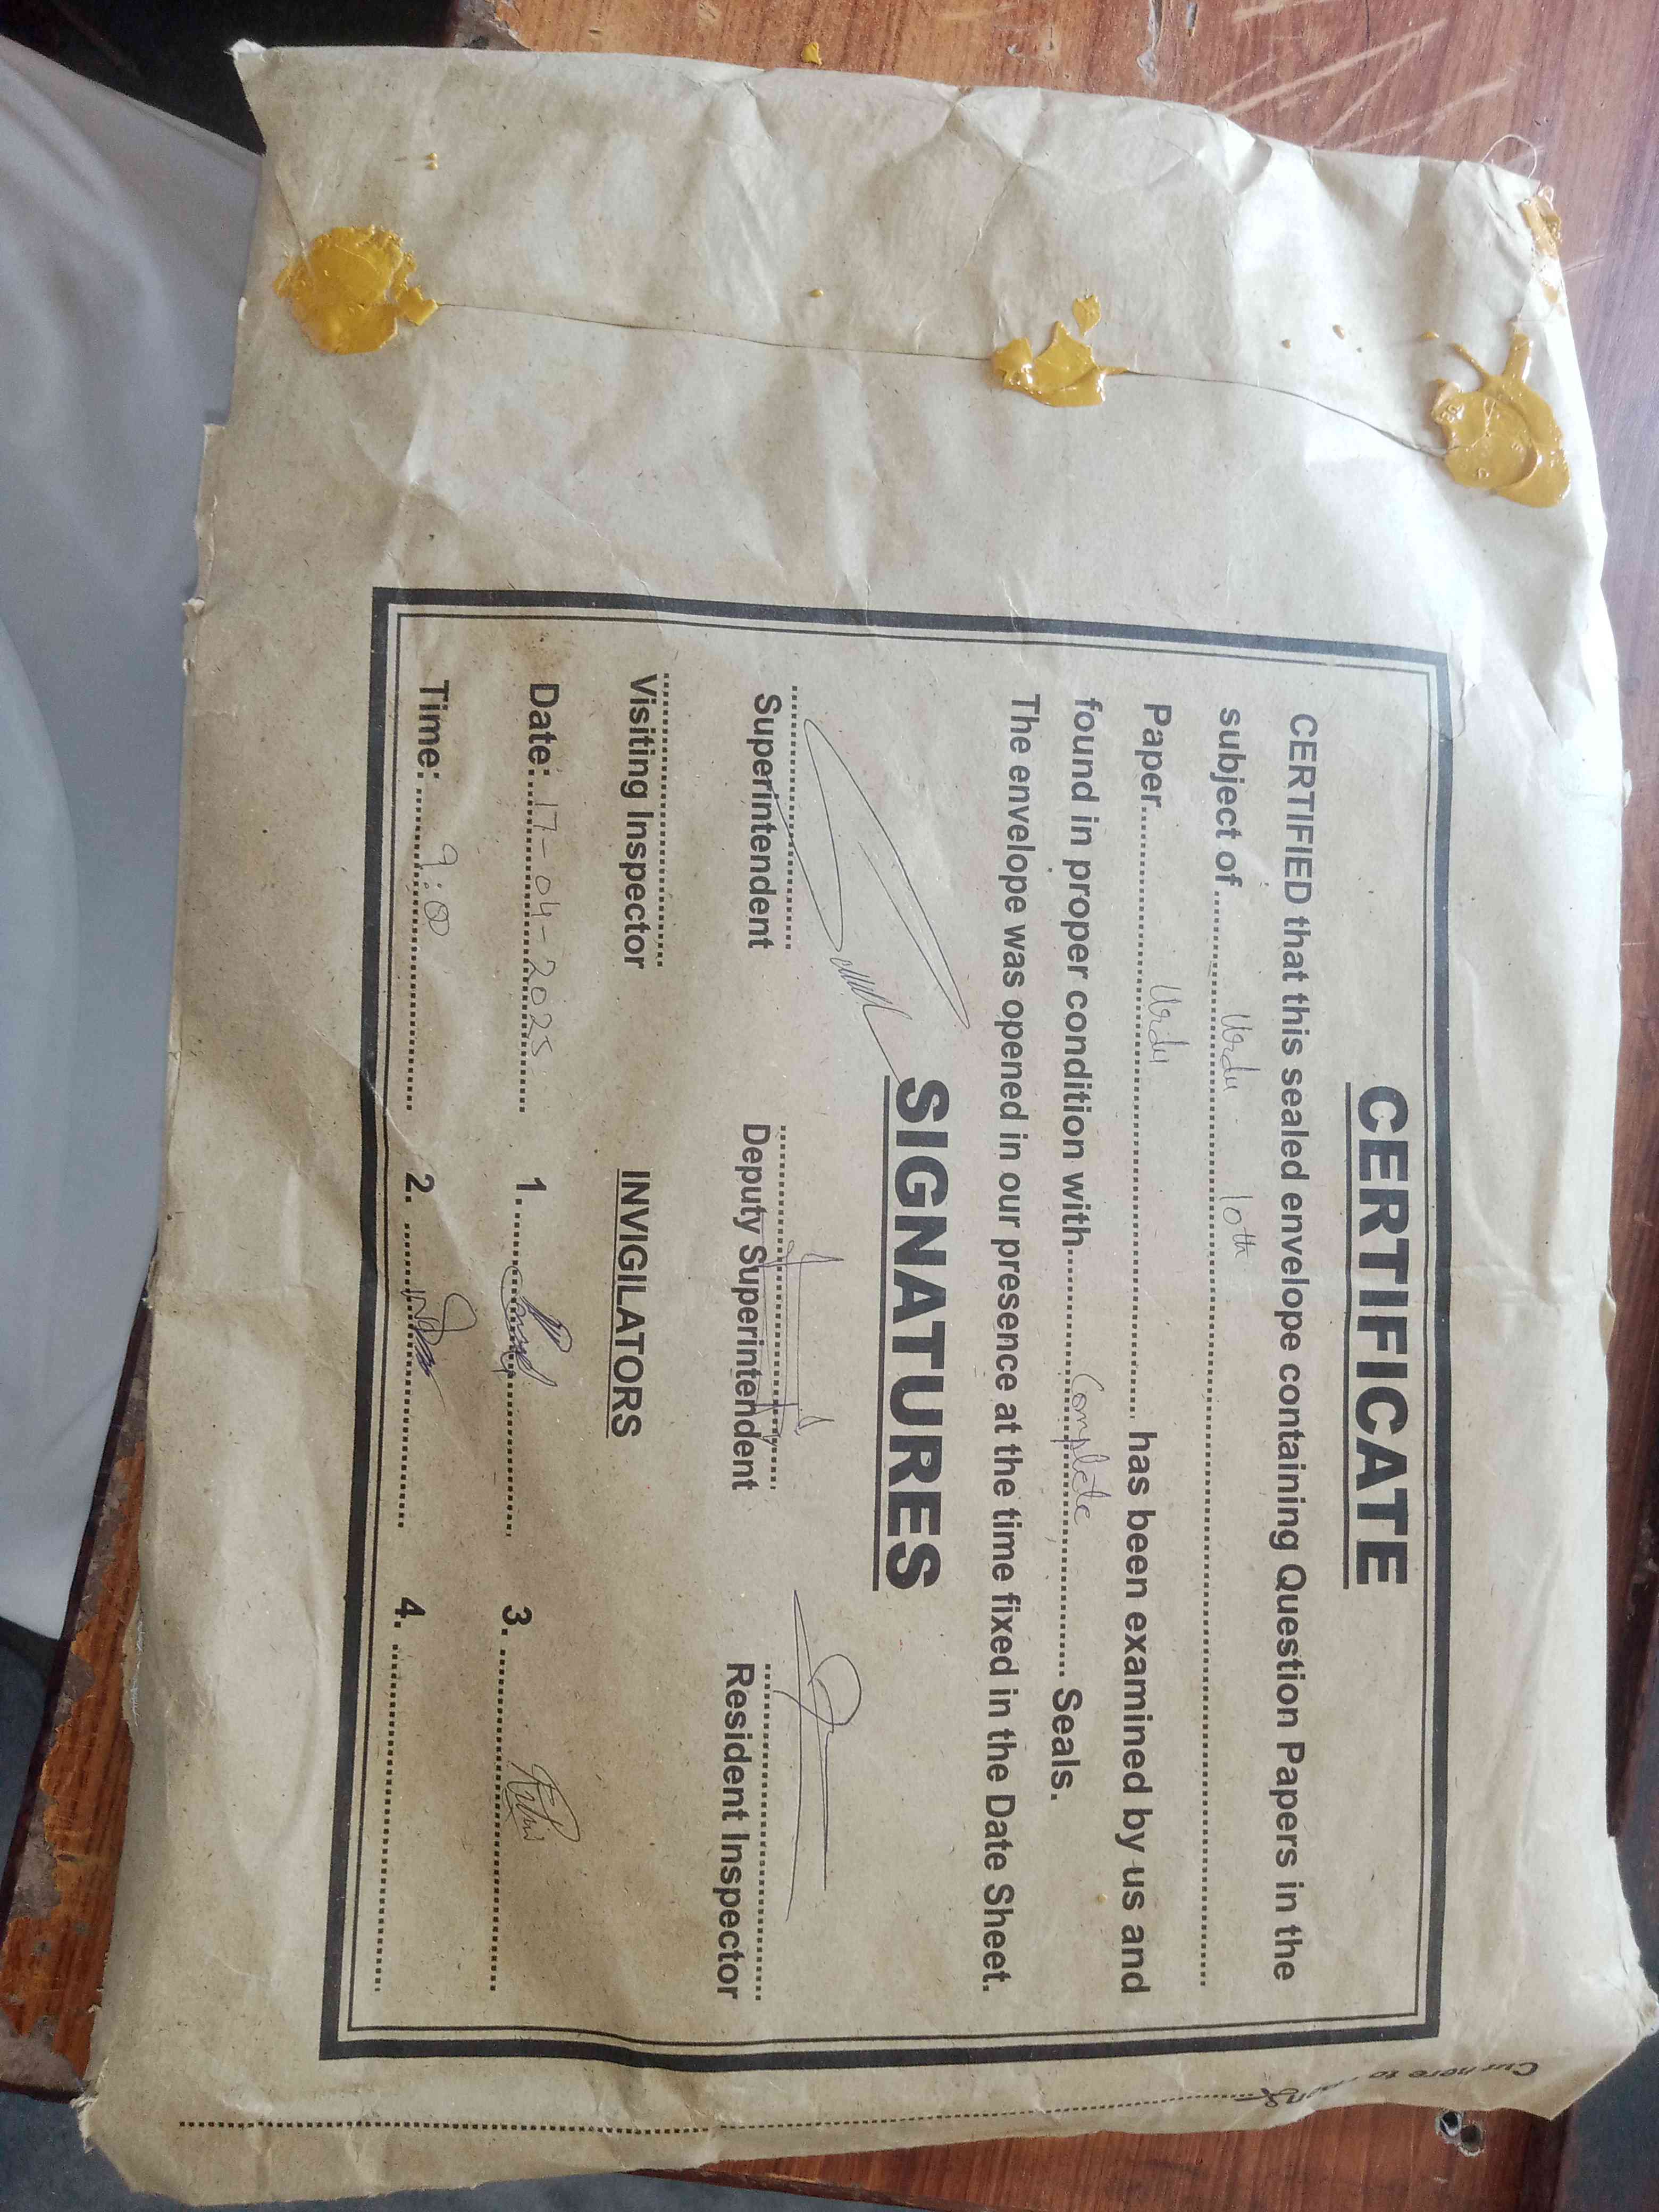 CERTIFICATE
CERTIFIED that this sealed envelope containing Question Papers in the
subject of ........ Urdu - 10th ........
Paper........ Urdu ........ has been examined by us and
found in proper condition with........ Complete ........ Seals.
The envelope was opened in our presence at the time fixed in the Date Sheet.
SIGNATURES
Superintendent Deputy Superintendent Resident Inspector
Visiting Inspector INVIGILATORS
Date: 17-04-2025 1. 3.
Time: 9:00 2. 4.
Cut here to